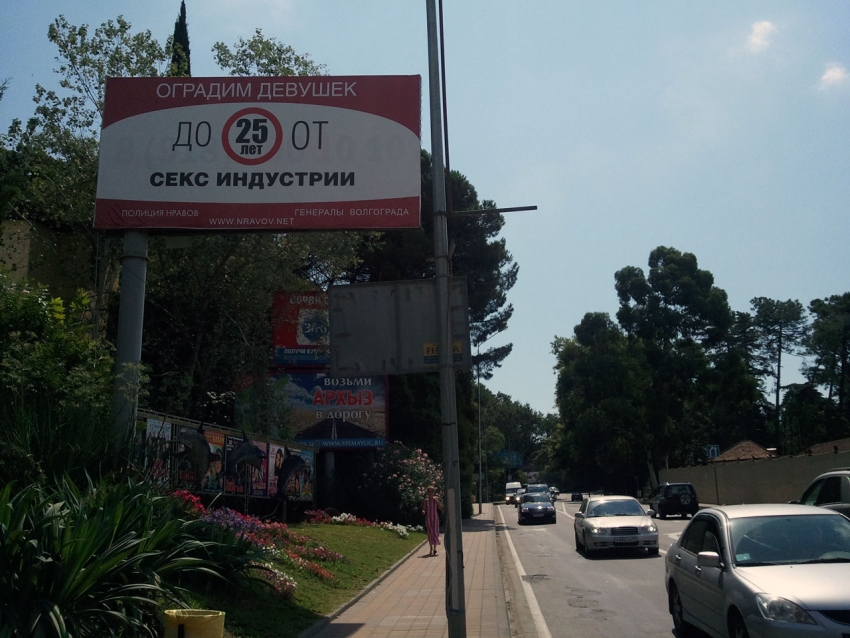 ОГРАДИМ ДЕВУШЕК
ДО 25 ЛЕТ ОТ
СЕКС ИНДУСТРИИ
ПОЛИЦИЯ НРАВОВ
ГЕНЕРАЛЫ ВОЛГОГРАДА
WWW.NRAVOV.NET
ВОЗЬМИ
АРХЫЗ
В ДОРОГУ